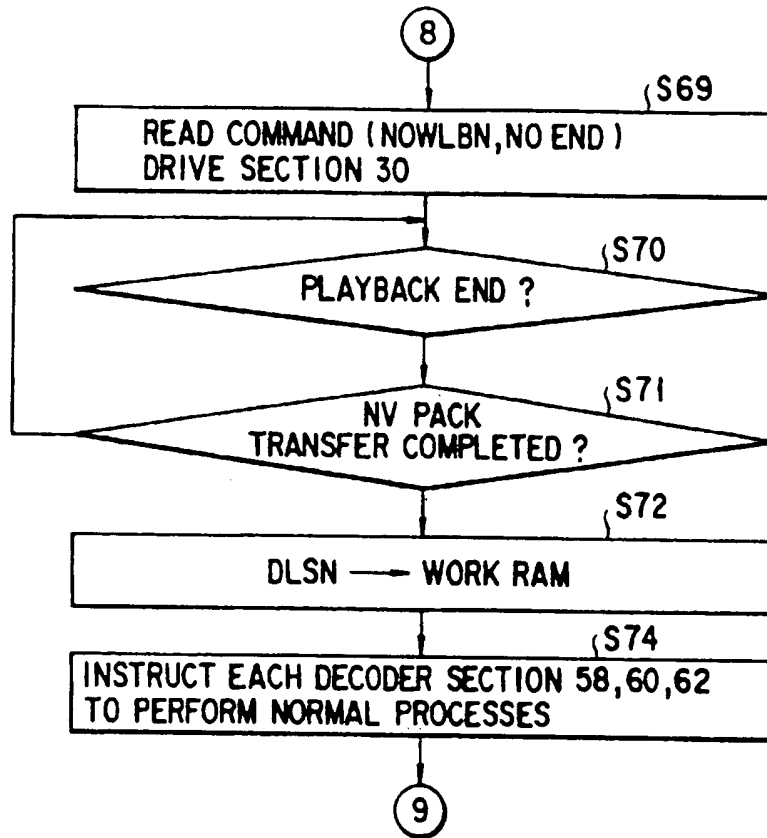 8
S69
READ COMMAND (NOWLBN, NO END)
DRIVE SECTION 30
S70
PLAYBACK END ?
S71
NV PACK
TRANSFER COMPLETED ?
S72
DLSN → WORK RAM
S74
INSTRUCT EACH DECODER SECTION 58,60,62
TO PERFORM NORMAL PROCESSES
9